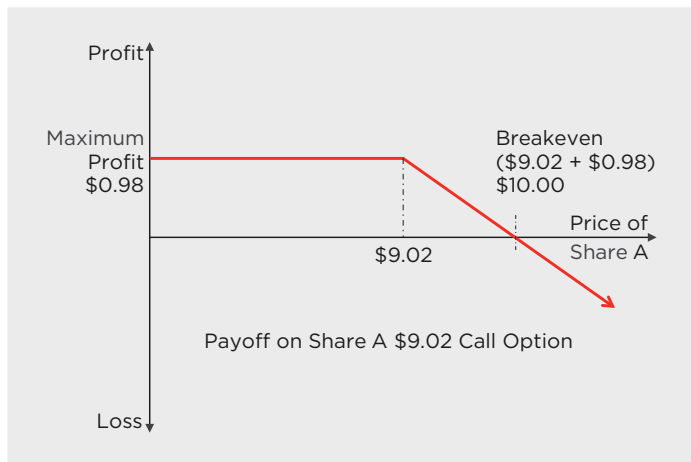 Profit
Maximum
Profit
$0.98
Breakeven
($9.02 + $0.98)
$10.00
Price of
Share A
$9.02
Payoff on Share A $9.02 Call Option
Loss